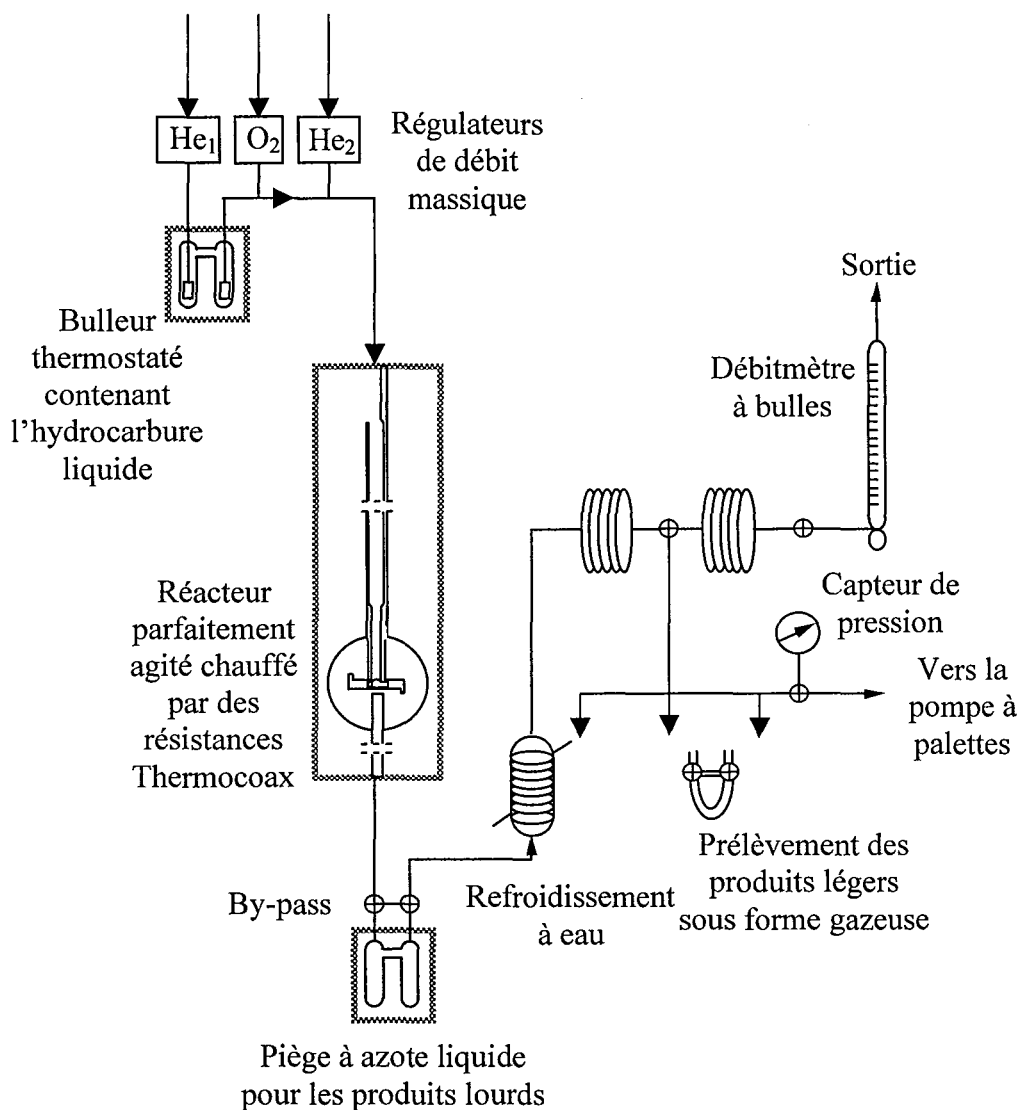 He₁
O₂
He₂
Régulateurs
de débit
massique
Bulleur
thermostaté
contenant
l'hydrocarbure
liquide
Sortie
Débitmètre
à bulles
Réacteur
parfaitement
agité chauffé
par des
résistances
Thermocoax
Capteur de
pression
Vers la
pompe à
palettes
Prélèvement des
produits légers
sous forme gazeuse
Refroidissement
à eau
By-pass
Piège à azote liquide
pour les produits lourds